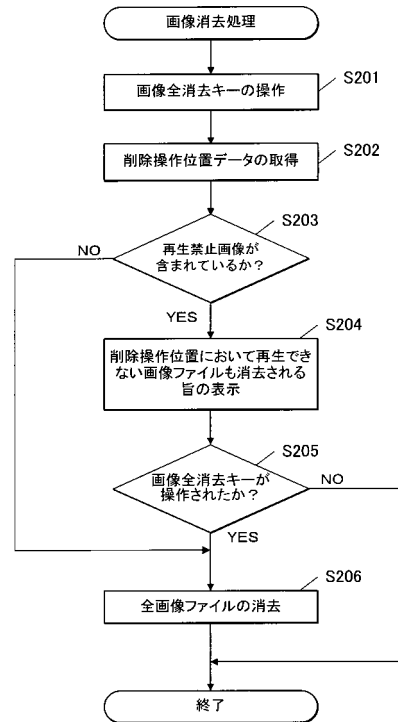 画像消去処理
S201
画像全消去キーの操作
S202
削除操作位置データの取得
S203
再生禁止画像が
含まれているか？
NO
YES
S204
削除操作位置において再生でき
ない画像ファイルも消去される
旨の表示
S205
画像全消去キーが
操作されたか？
NO
YES
S206
全画像ファイルの消去
終了